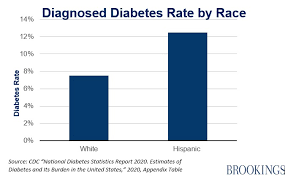 Diagnosed Diabetes Rate by Race
14%
12%
10%
8%
6%
4%
2%
0%
Diabetes Rate
White
Hispanic
Source: CDC "National Diabetes Statistics Report 2020. Estimates of
Diabetes and Its Burden in the United States," 2020, Appendix Table
BROOKINGS